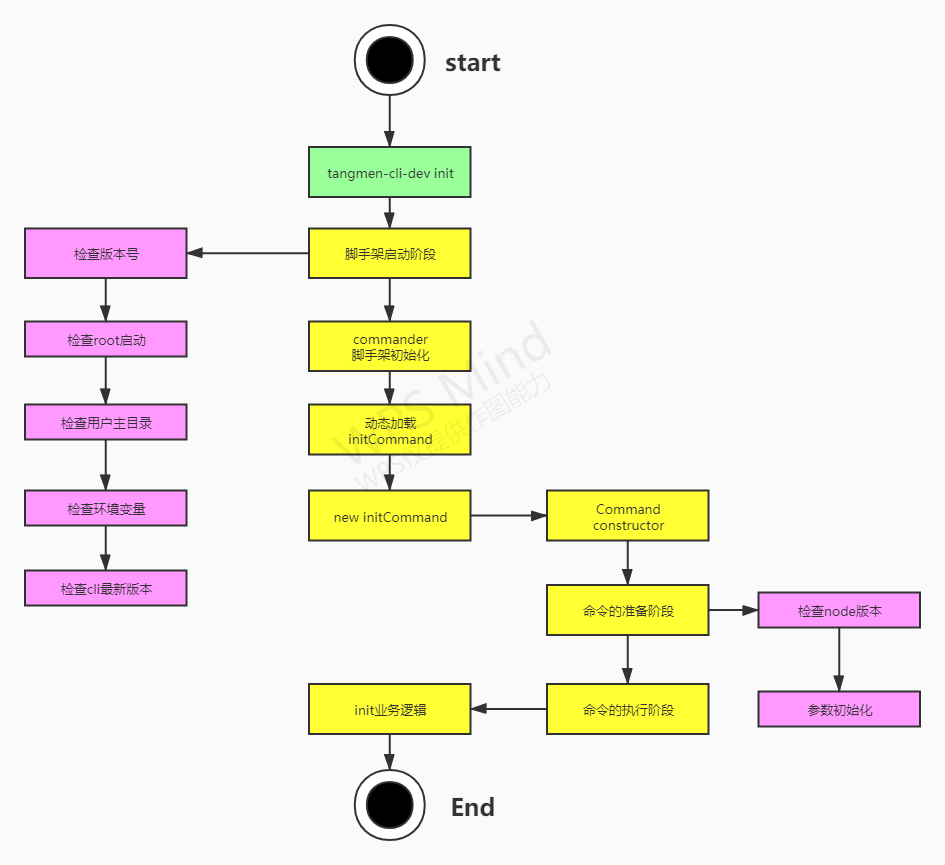 start
tangmen-cli-dev init
检查版本号
脚手架启动阶段
检查root启动
commander
脚手架初始化
检查用户主目录
动态加载
initCommand
WPS Mind
WPS仅提供作图能力
检查环境变量
new initCommand
Command
constructor
检查cli最新版本
命令的准备阶段
检查node版本
init业务逻辑
命令的执行阶段
参数初始化
End